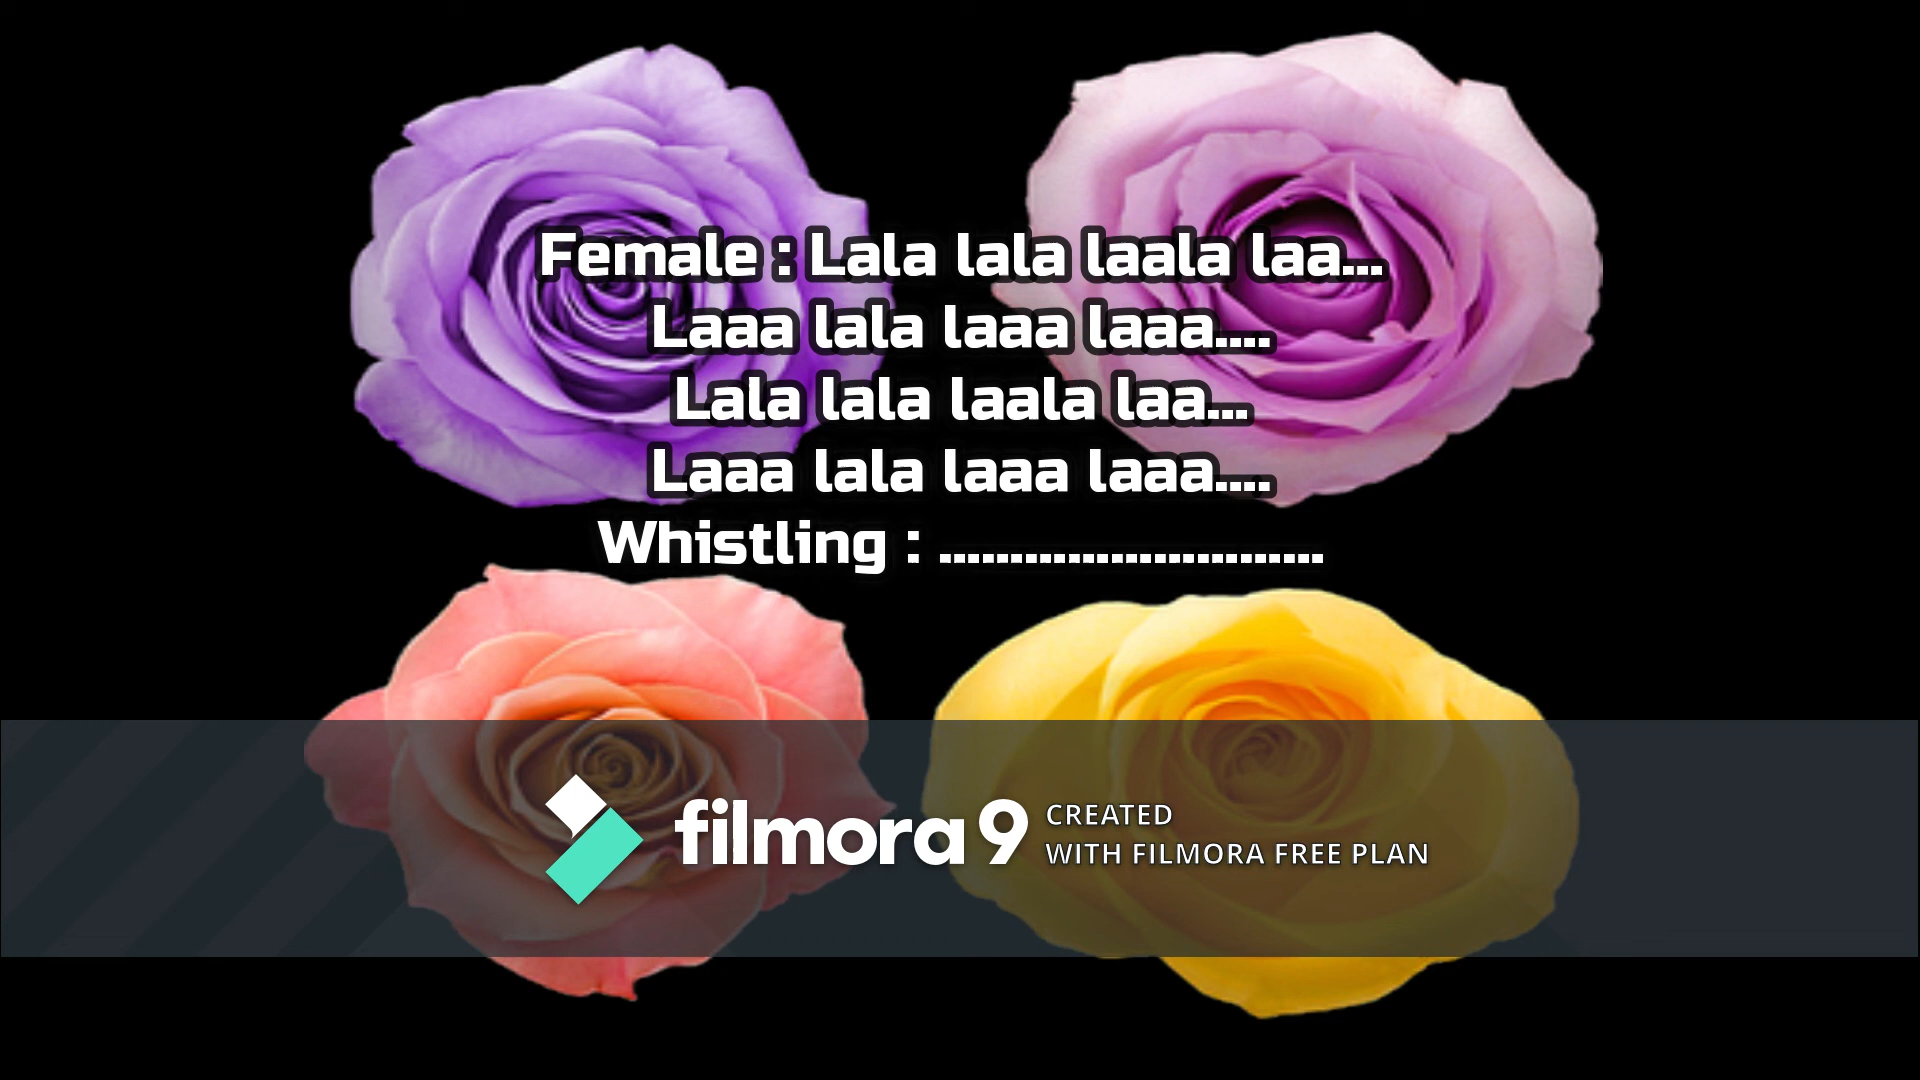 Female : Lala lala laala laa...
Laaa lala laaa laaa....
Lala lala laala laa...
Laaa lala laaa laaa....
Whistling : ...........................
filmora 9 CREATED
WITH FILMORA FREE PLAN